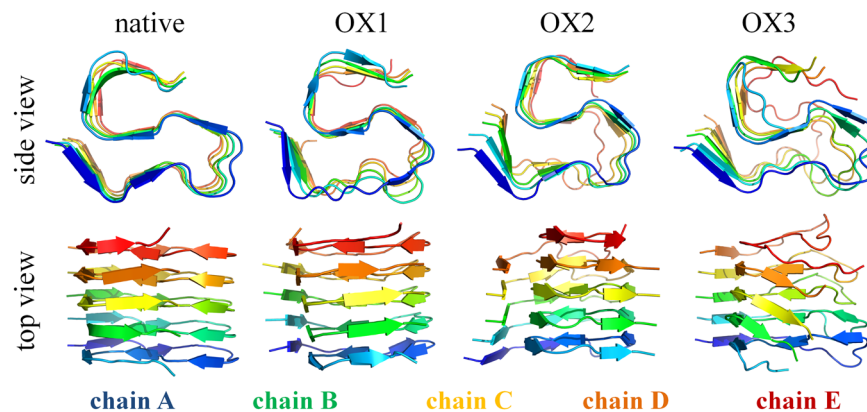 native OX1 OX2 OX3
side view
top view
chain A chain B chain C chain D chain E